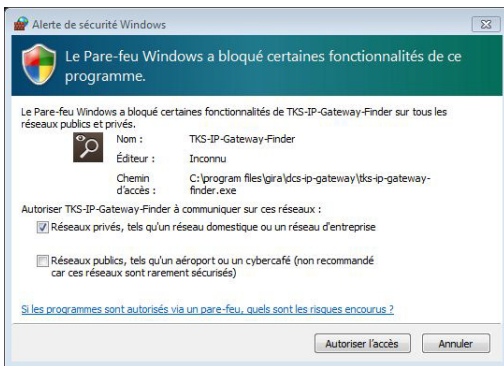 Alerte de sécurité Windows
Le Pare-feu Windows a bloqué certaines fonctionnalités de ce
programme.
Le Pare-feu Windows a bloqué certaines fonctionnalités de TKS-IP-Gateway-Finder sur tous les
réseaux publics et privés.
Nom : TKS-IP-Gateway-Finder
Éditeur : Inconnu
Chemin C:\program files\gira\dcs-ip-gateway\tks-ip-gateway-
d'accès : finder.exe
Autoriser TKS-IP-Gateway-Finder à communiquer sur ces réseaux :
Réseaux privés, tels qu'un réseau domestique ou un réseau d'entreprise
Réseaux publics, tels qu'un aéroport ou un cybercafé (non recommandé
car ces réseaux sont rarement sécurisés)
Si les programmes sont autorisés via un pare-feu, quels sont les risques encourus ?
Autoriser l'accès Annuler